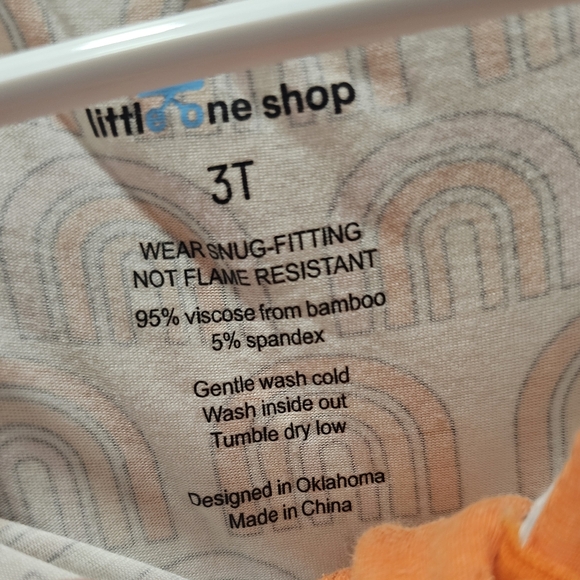 little one shop
3T
WEAR SNUG-FITTING
NOT FLAME RESISTANT
95% viscose from bamboo
5% spandex
Gentle wash cold
Wash inside out
Tumble dry low
Designed in Oklahoma
Made in China